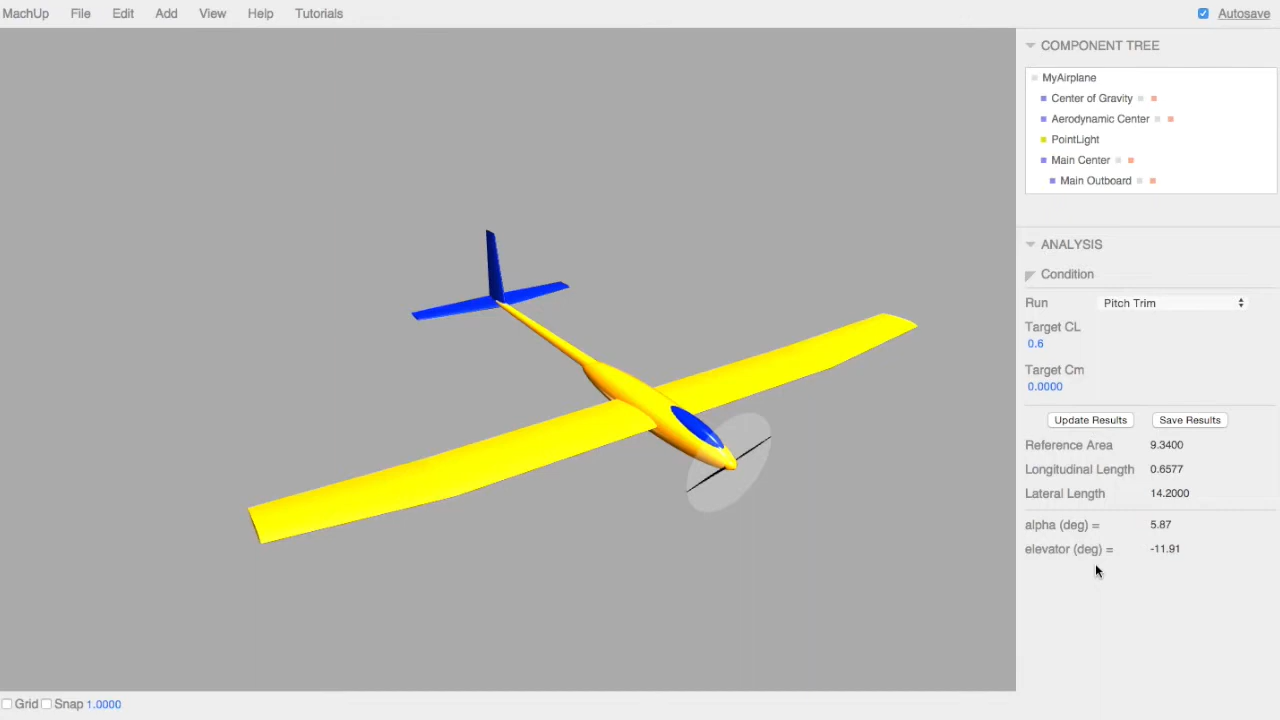 MachUp File Edit Add View Help Tutorials Autosave
COMPONENT TREE
MyAirplane
Center of Gravity
Aerodynamic Center
PointLight
Main Center
Main Outboard
ANALYSIS
Condition
Run Pitch Trim
Target CL
0.6
Target Cm
0.0000
Update Results Save Results
Reference Area 9.3400
Longitudinal Length 0.6577
Lateral Length 14.2000
alpha (deg) = 5.87
elevator (deg) = -11.91
Grid Snap 1.0000